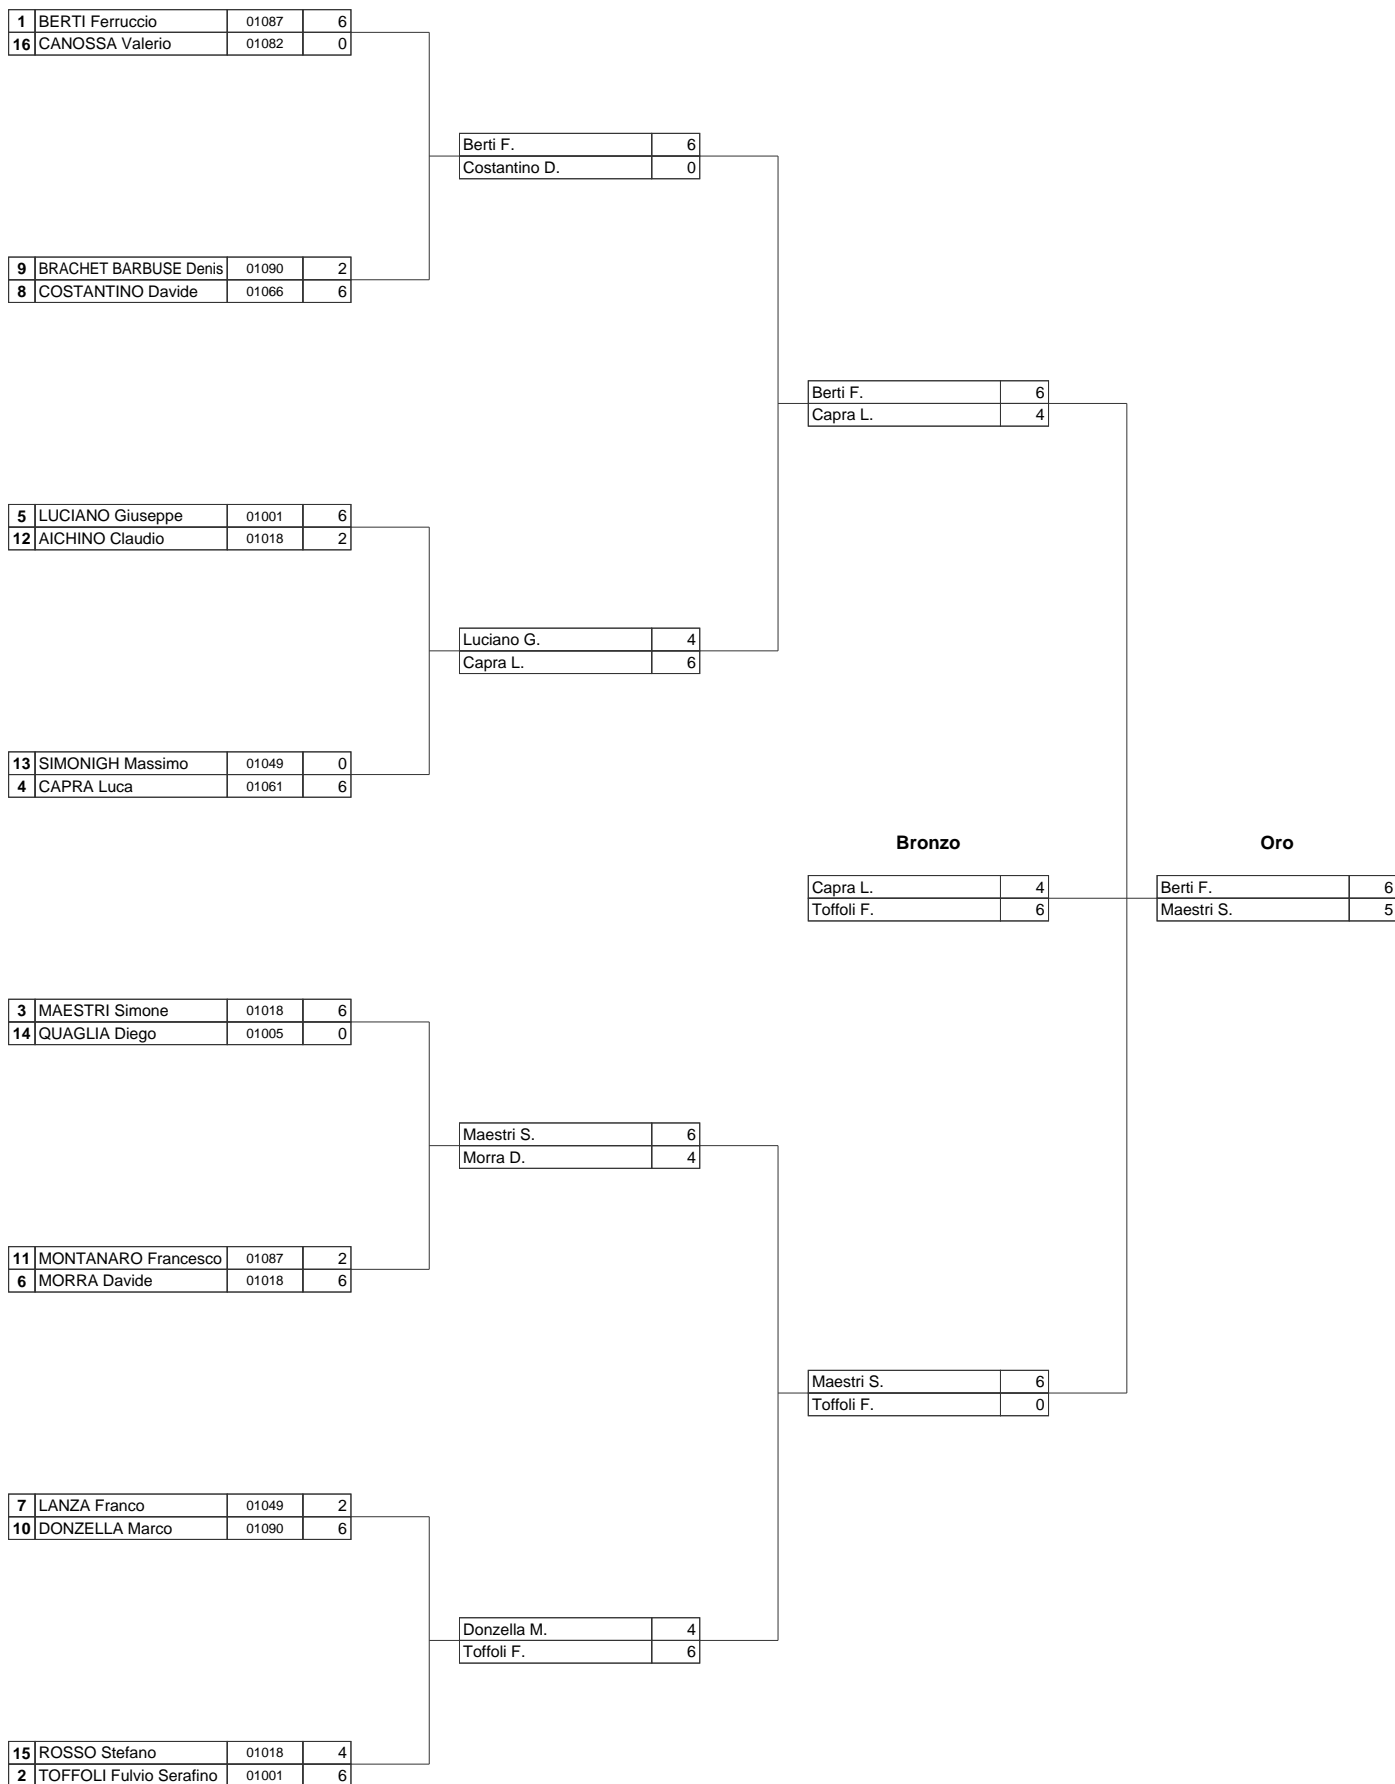 1 BERTI Ferruccio 01087 6
16 CANOSSA Valerio 01082 0
Berti F. 6
Costantino D. 0
9 BRACHET BARBUSE Denis 01090 2
8 COSTANTINO Davide 01066 6
Berti F. 6
Capra L. 4
5 LUCIANO Giuseppe 01001 6
12 AICHINO Claudio 01018 2
Luciano G. 4
Capra L. 6
13 SIMONIGH Massimo 01049 0
4 CAPRA Luca 01061 6
Bronzo Oro
Capra L. 4 Berti F. 6
Toffoli F. 6 Maestri S. 5
3 MAESTRI Simone 01018 6
14 QUAGLIA Diego 01005 0
Maestri S. 6
Morra D. 4
11 MONTANARO Francesco 01087 2
6 MORRA Davide 01018 6
Maestri S. 6
Toffoli F. 0
7 LANZA Franco 01049 2
10 DONZELLA Marco 01090 6
Donzella M. 4
Toffoli F. 6
15 ROSSO Stefano 01018 4
2 TOFFOLI Fulvio Serafino 01001 6